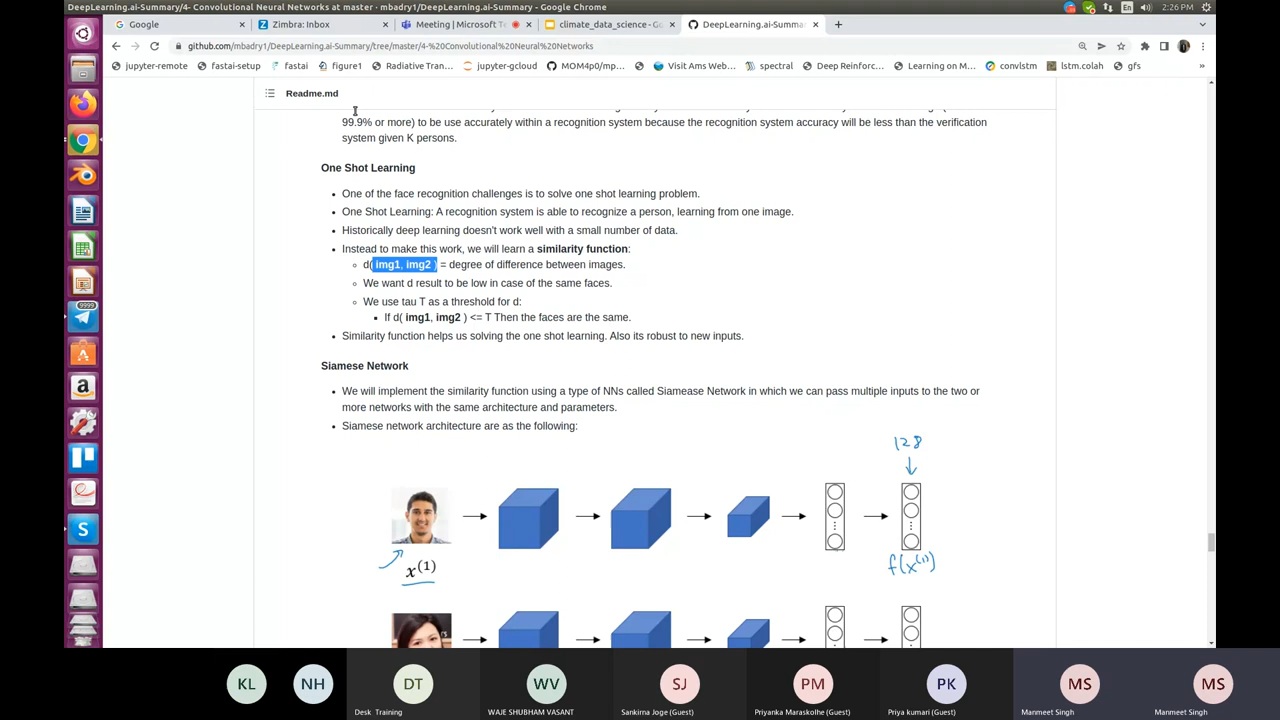 DeepLearning.ai-Summary/4- Convolutional Neural Networks at master · mbadry1/DeepLearning.ai-Summary - Google Chrome
En 2:26 PM
Google
Zimbra: Inbox
Meeting | Microsoft Te
climate_data_science - Go
DeepLearning.ai-Summa
github.com/mbadry1/DeepLearning.ai-Summary/tree/master/4-%20Convolutional%20Neural%20Networks
jupyter-remote
fastai-setup
fastai
figure1
Radiative Tran...
jupyter-gcloud
MOM4p0/mp...
Visit Ams Web...
spectral
Deep Reinforc...
Learning on M...
convlstm
lstm.colah
gfs
»
Readme.md
99.9% or more) to be use accurately within a recognition system because the recognition system accuracy will be less than the verification
system given K persons.
One Shot Learning
One of the face recognition challenges is to solve one shot learning problem.
One Shot Learning: A recognition system is able to recognize a person, learning from one image.
Historically deep learning doesn't work well with a small number of data.
Instead to make this work, we will learn a similarity function:
d( img1, img2 ) = degree of difference between images.
We want d result to be low in case of the same faces.
We use tau T as a threshold for d:
If d( img1, img2 ) <= T Then the faces are the same.
Similarity function helps us solving the one shot learning. Also its robust to new inputs.
Siamese Network
We will implement the similarity function using a type of NNs called Siamease Network in which we can pass multiple inputs to the two or
more networks with the same architecture and parameters.
Siamese network architecture are as the following:
128
x(1)
f(x(1))
9999
a
S
KL
NH
DT
WV
SJ
PM
PK
MS
MS
Desk Training
WAJE SHUBHAM VASANT
Sankirna Joge (Guest)
Priyanka Maraskolhe (Guest)
Priya kumari (Guest)
Manmeet Singh
Manmeet Singh